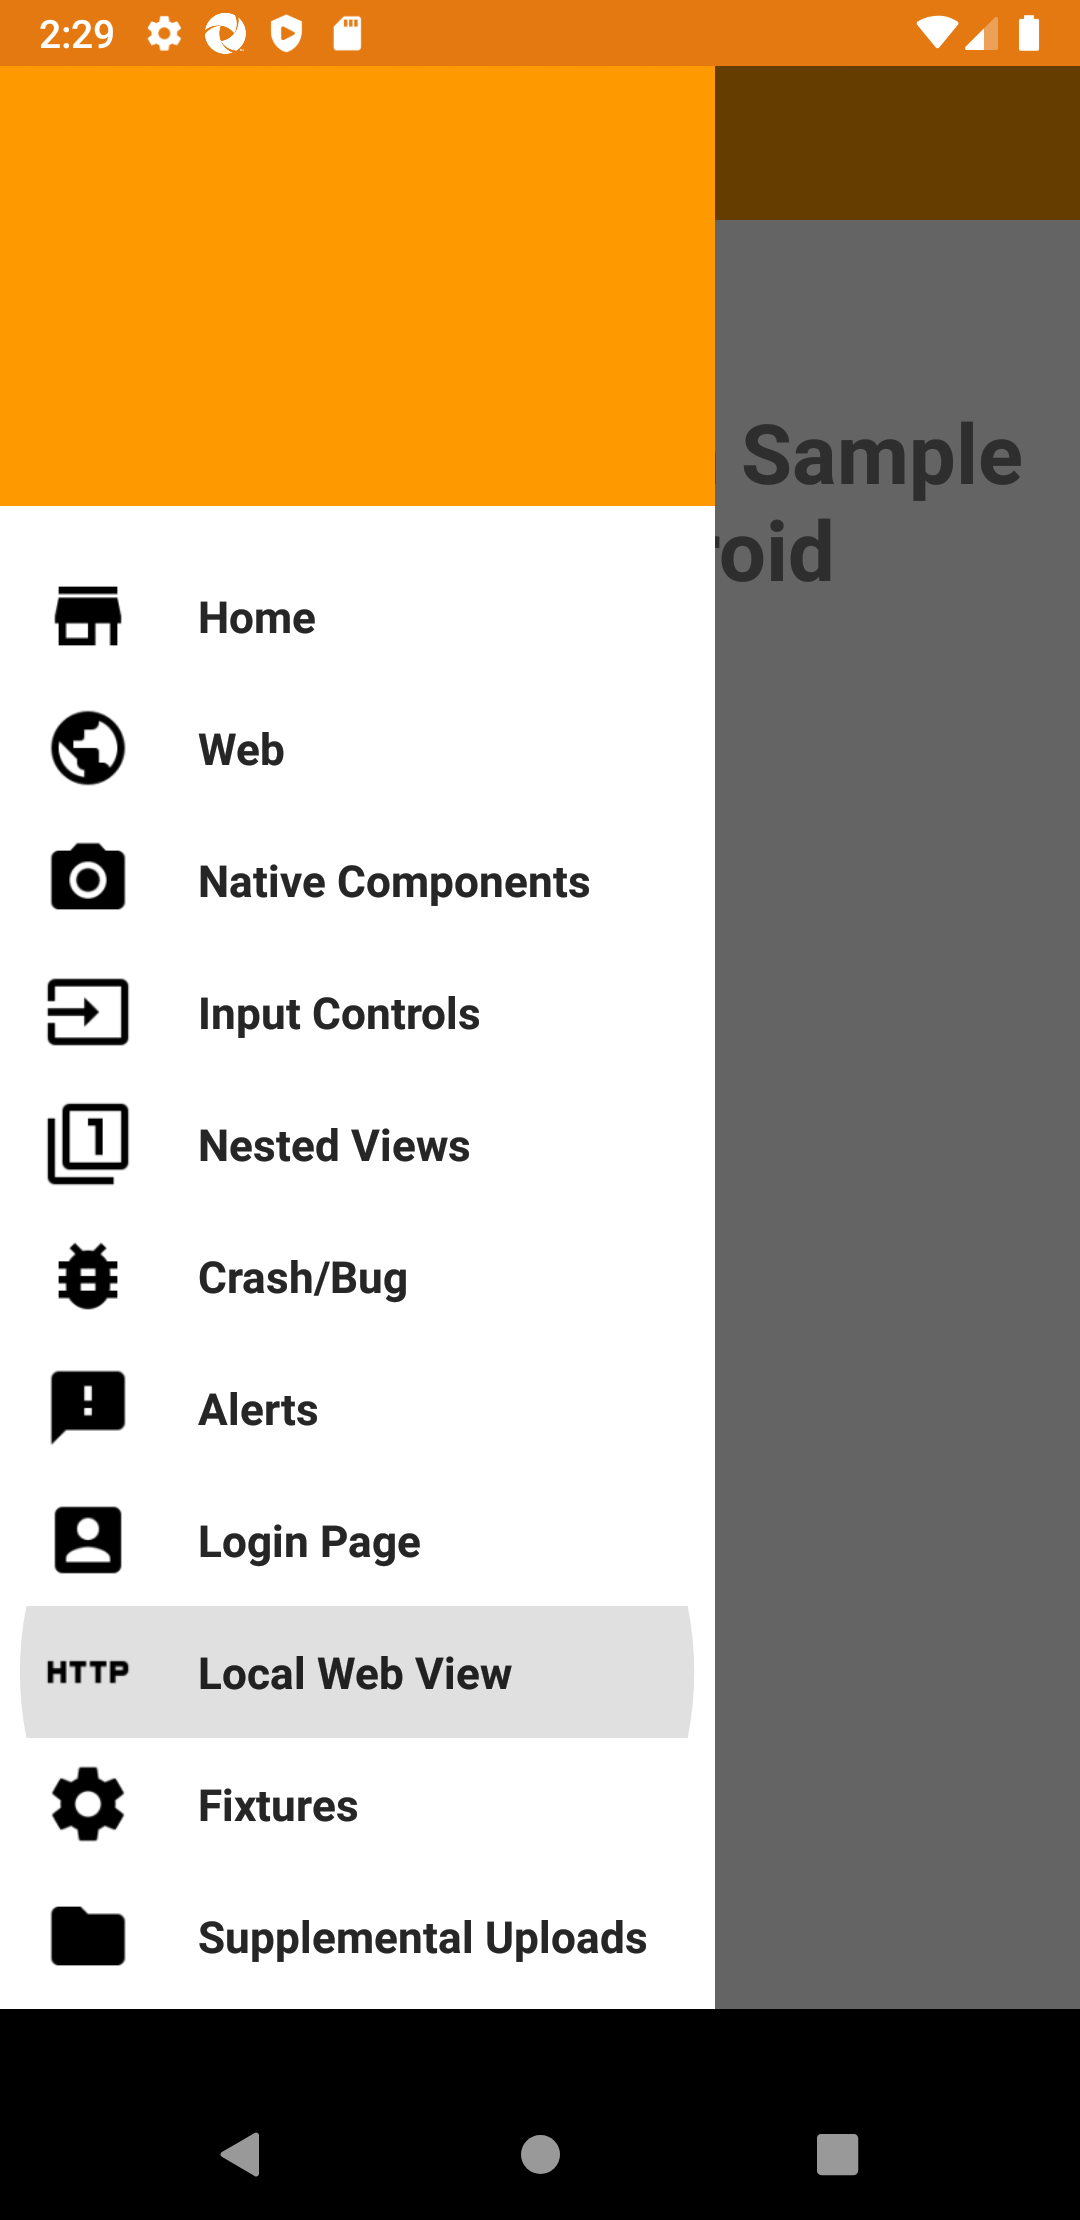 2:29
Sample
roid
Home
Web
Native Components
Input Controls
1
Nested Views
Crash/Bug
Alerts
Login Page
HTTP
Local Web View
Fixtures
Supplemental Uploads